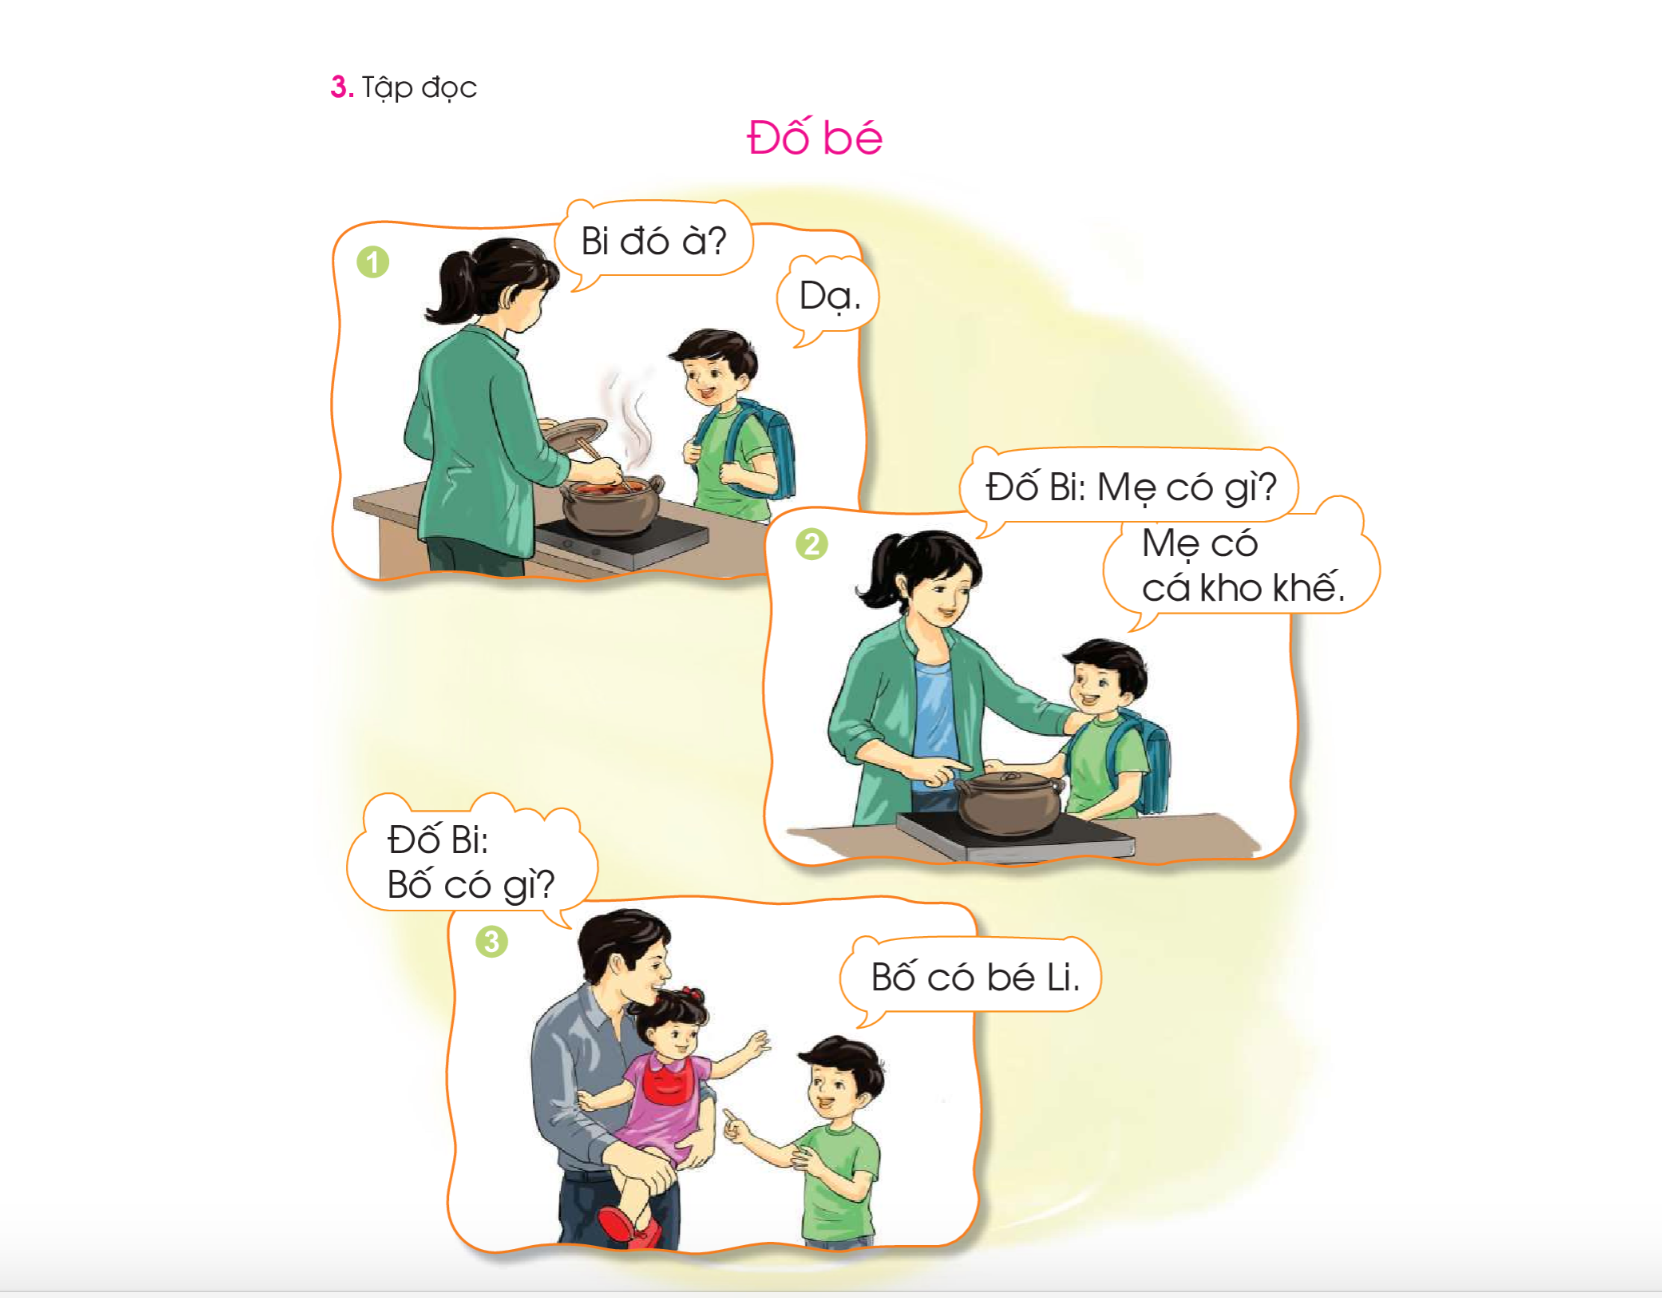 3. Tập đọc
Đố bé
1
Bi đó à?
Dạ.
2
Đố Bi: Mẹ có gì?
Mẹ có
cá kho khế.
Đố Bi:
Bố có gì?
3
Bố có bé Li.